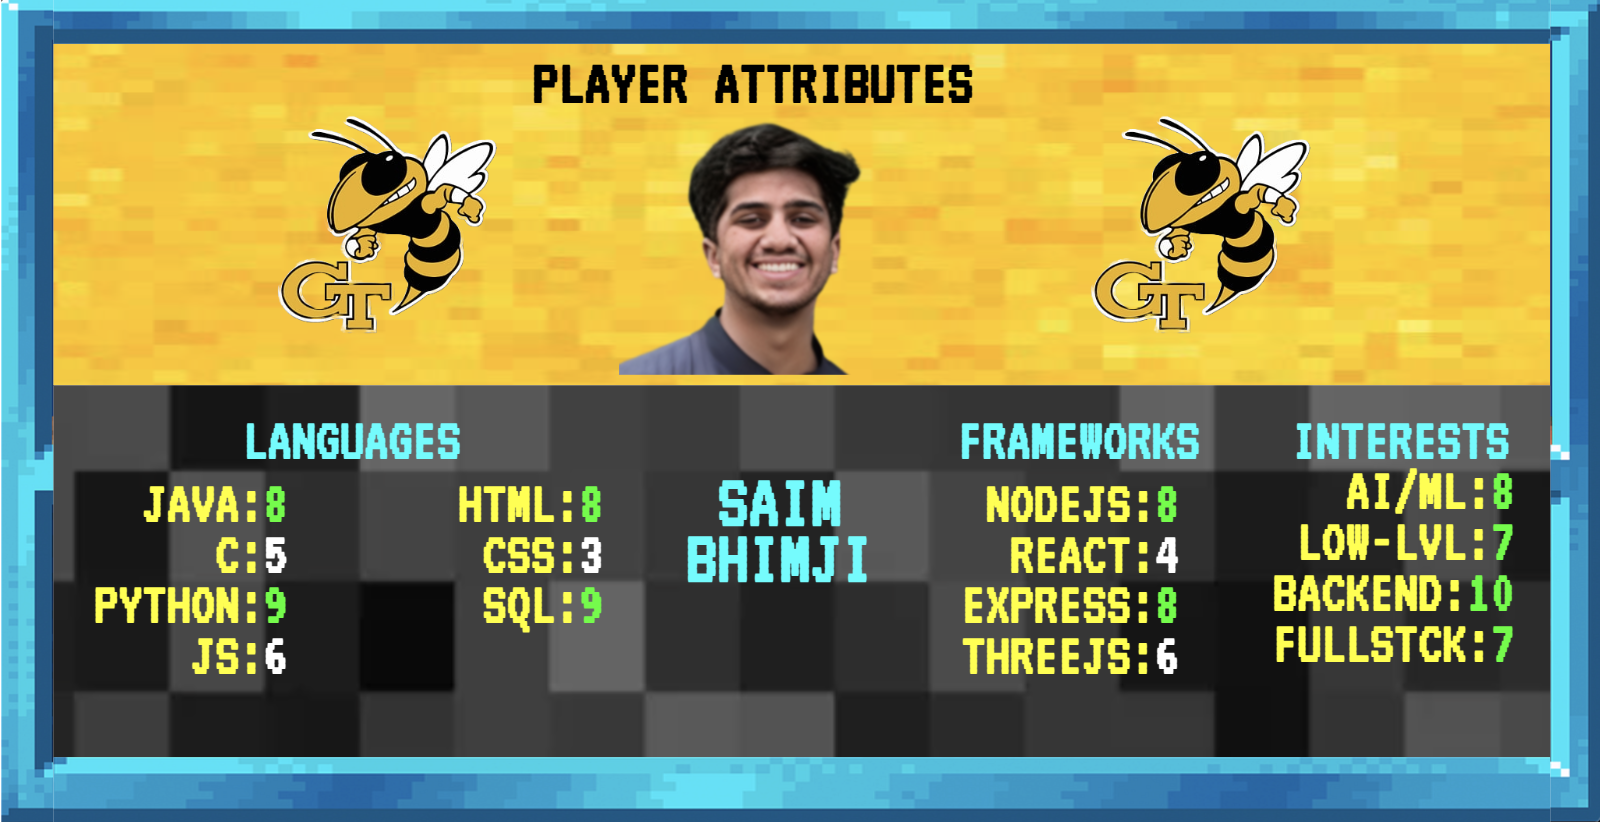 PLAYER ATTRIBUTES
GT
GT
LANGUAGES
JAVA:8
C:5
PYTHON:9
JS:6
HTML:8
CSS:3
SQL:9
SAIM
BHIMJI
FRAMEWORKS
NODEJS:8
REACT:4
EXPRESS:8
THREEJS:6
INTERESTS
AI/ML:8
LOW-LVL:7
BACKEND:10
FULLSTCK:7